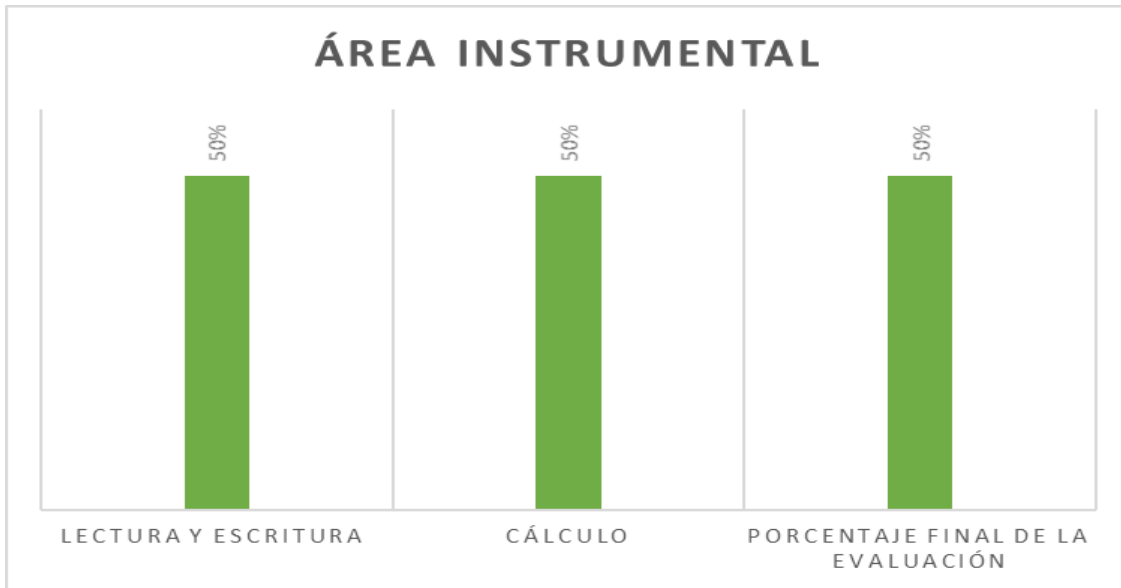 ÁREA INSTRUMENTAL
50%
50%
50%
LECTURA Y ESCRITURA
CÁLCULO
PORCENTAJE FINAL DE LA
EVALUACIÓN